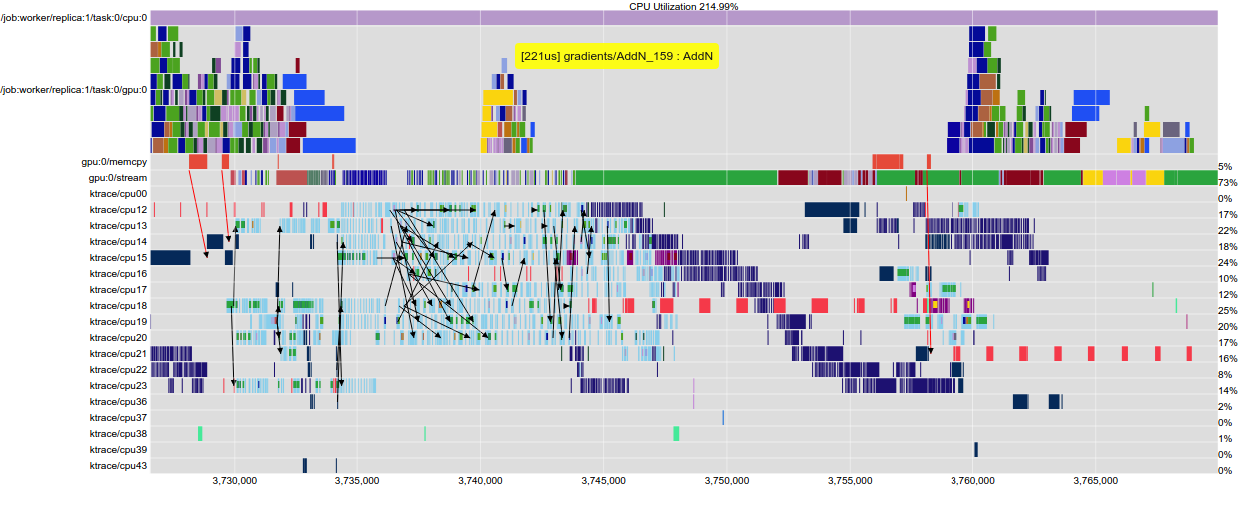 CPU Utilization 214.99%
/job:worker/replica:1/task:0/cpu:0
[221us] gradients/AddN_159 : AddN
/job:worker/replica:1/task:0/gpu:0
gpu:0/memcpy 5%
gpu:0/stream 73%
ktrace/cpu00 0%
ktrace/cpu12 17%
ktrace/cpu13 22%
ktrace/cpu14 18%
ktrace/cpu15 24%
ktrace/cpu16 10%
ktrace/cpu17 12%
ktrace/cpu18 25%
ktrace/cpu19 20%
ktrace/cpu20 17%
ktrace/cpu21 16%
ktrace/cpu22 8%
ktrace/cpu23 14%
ktrace/cpu36 2%
ktrace/cpu37 0%
ktrace/cpu38 1%
ktrace/cpu39 0%
ktrace/cpu43 0%
3,730,000 3,735,000 3,740,000 3,745,000 3,750,000 3,755,000 3,760,000 3,765,000